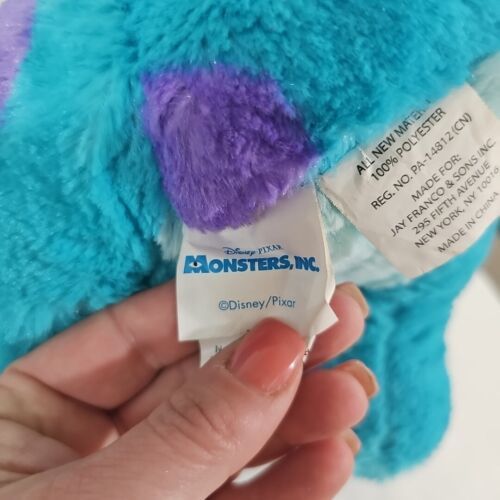 Disney·PIXAR
MONSTERS, INC.
©Disney/Pixar
ALL NEW
100% POLYESTER
REG. NO. PA-14812 (CN)
MADE FOR:
JAY FRANCO & SONS INC.
295 FIFTH AVENUE
NEW YORK, NY 10016
MADE IN CHINA